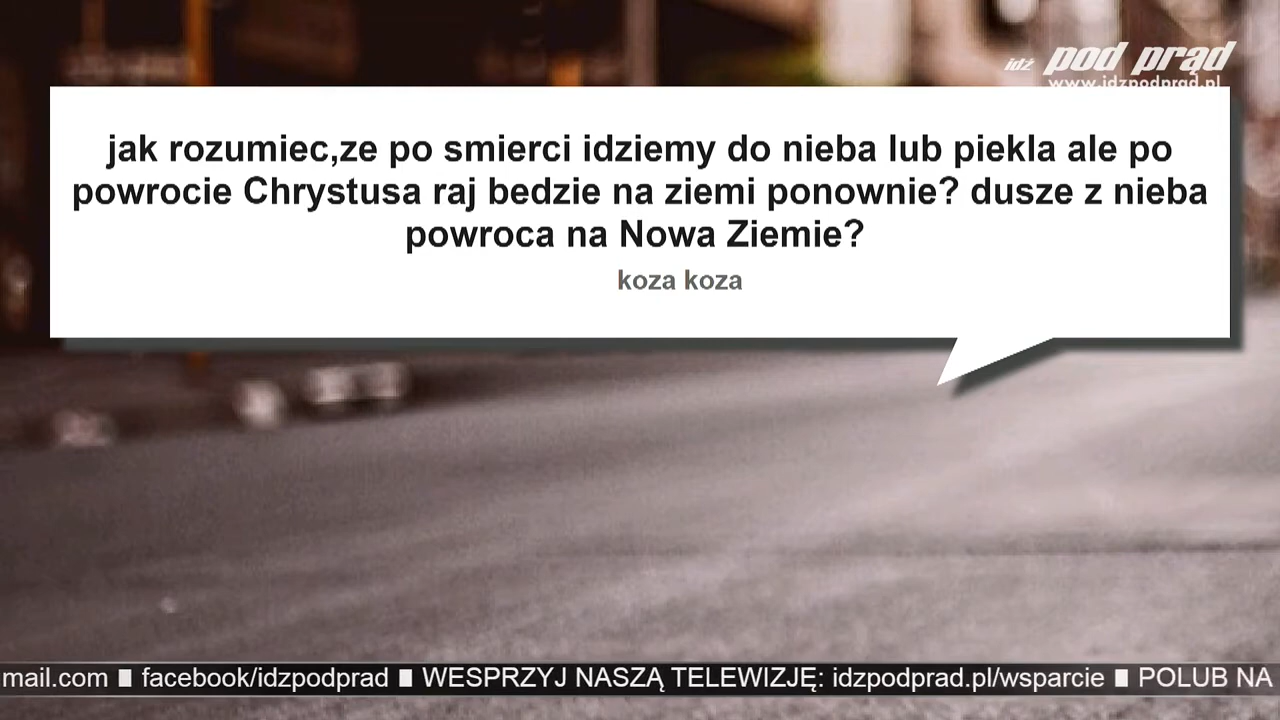 idź pod prąd
www.idzpodprąd.pl
jak rozumiec,ze po smierci idziemy do nieba lub piekla ale po
powrocie Chrystusa raj bedzie na ziemi ponownie? dusze z nieba
powroca na Nowa Ziemie?
koza koza
mail.com ■ facebook/idzpodprad ■ WESPRZYJ NASZĄ TELEWIZJĘ: idzpodprad.pl/wsparcie ■ POLUB NA